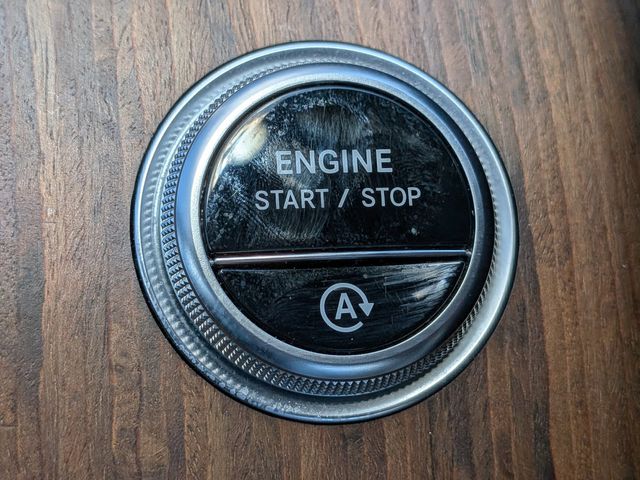 ENGINE
START / STOP
A